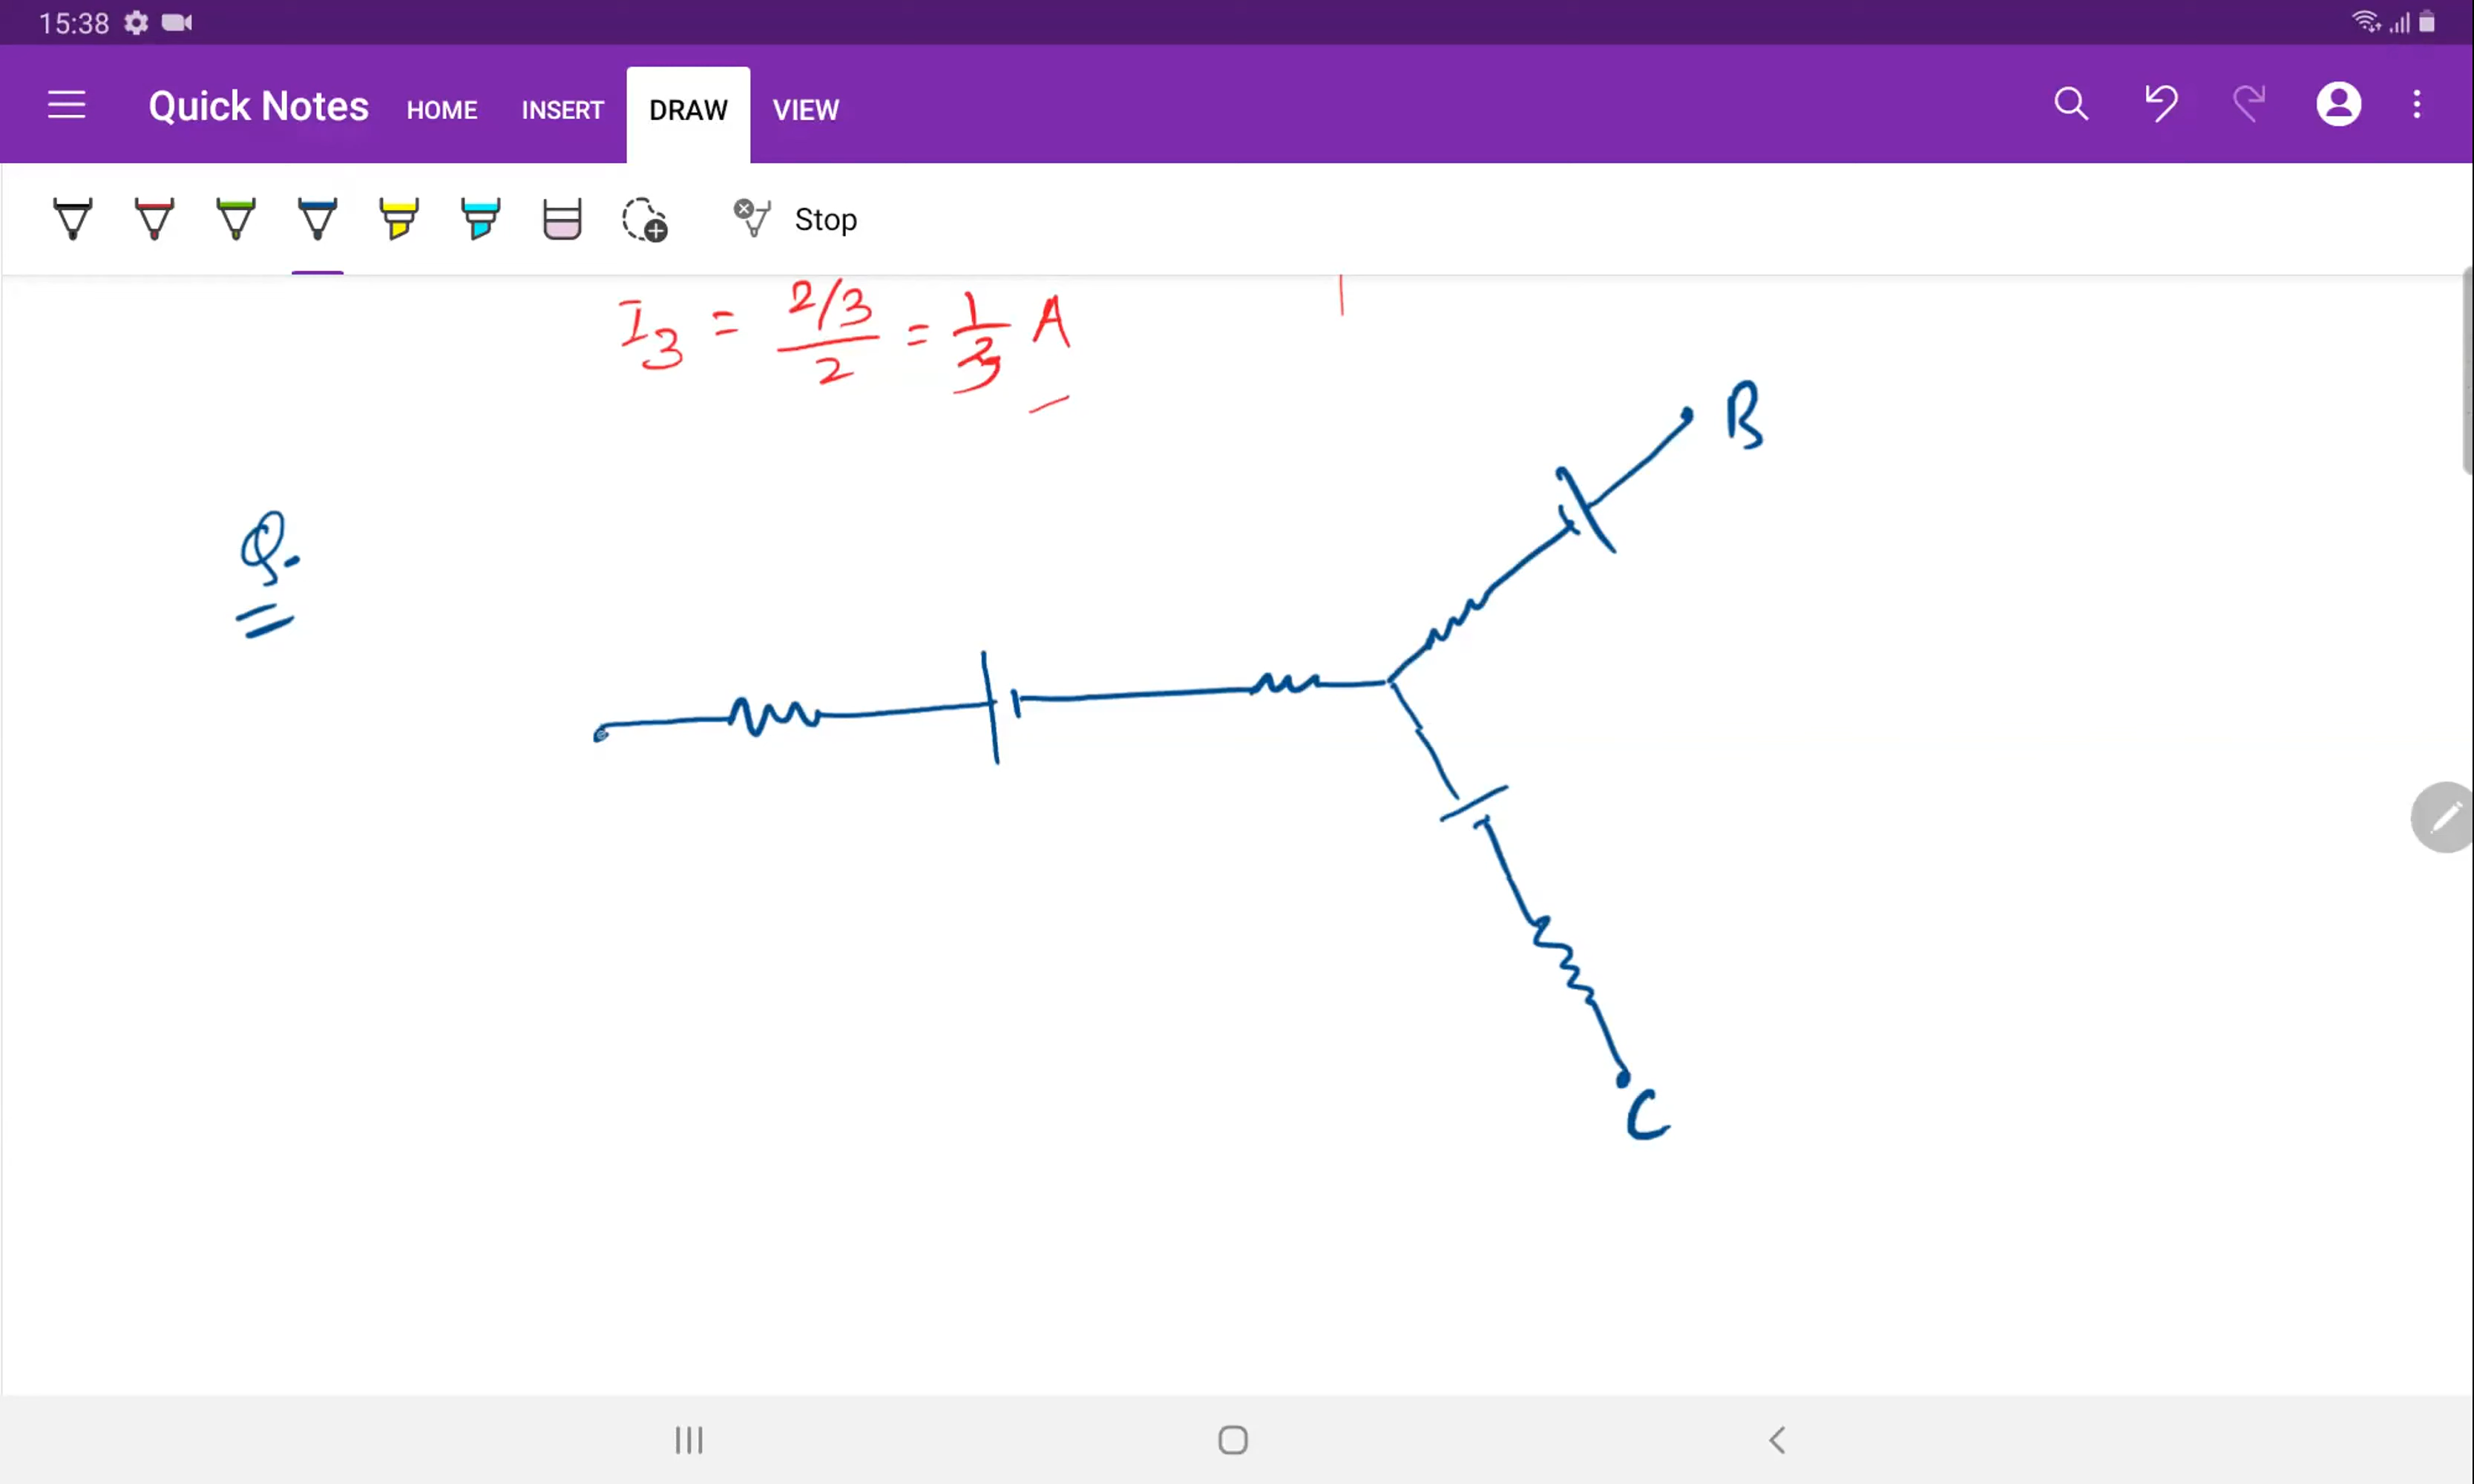 15:38
Quick Notes HOME INSERT DRAW VIEW
Stop
I₃ = 2/3 / 2 = 1/3 A
B
Q.
C